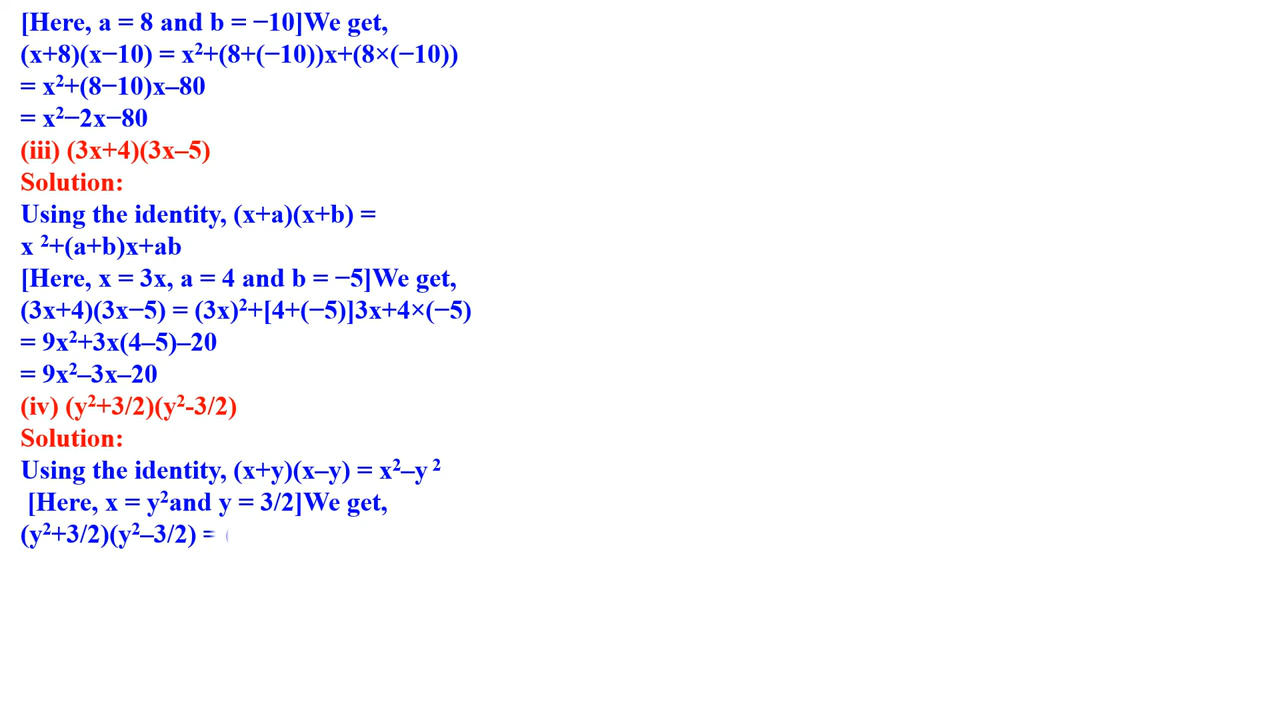 [Here, a = 8 and b = −10]We get,
(x+8)(x−10) = x²+(8+(−10))x+(8×(−10))
= x²+(8−10)x–80
= x²−2x−80
(iii) (3x+4)(3x–5)
Solution:
Using the identity, (x+a)(x+b) =
x ²+(a+b)x+ab
[Here, x = 3x, a = 4 and b = −5]We get,
(3x+4)(3x−5) = (3x)²+[4+(−5)]3x+4×(−5)
= 9x²+3x(4–5)–20
= 9x²–3x–20
(iv) (y²+3/2)(y²-3/2)
Solution:
Using the identity, (x+y)(x–y) = x²–y ²
[Here, x = y²and y = 3/2]We get,
(y²+3/2)(y²–3/2) = (